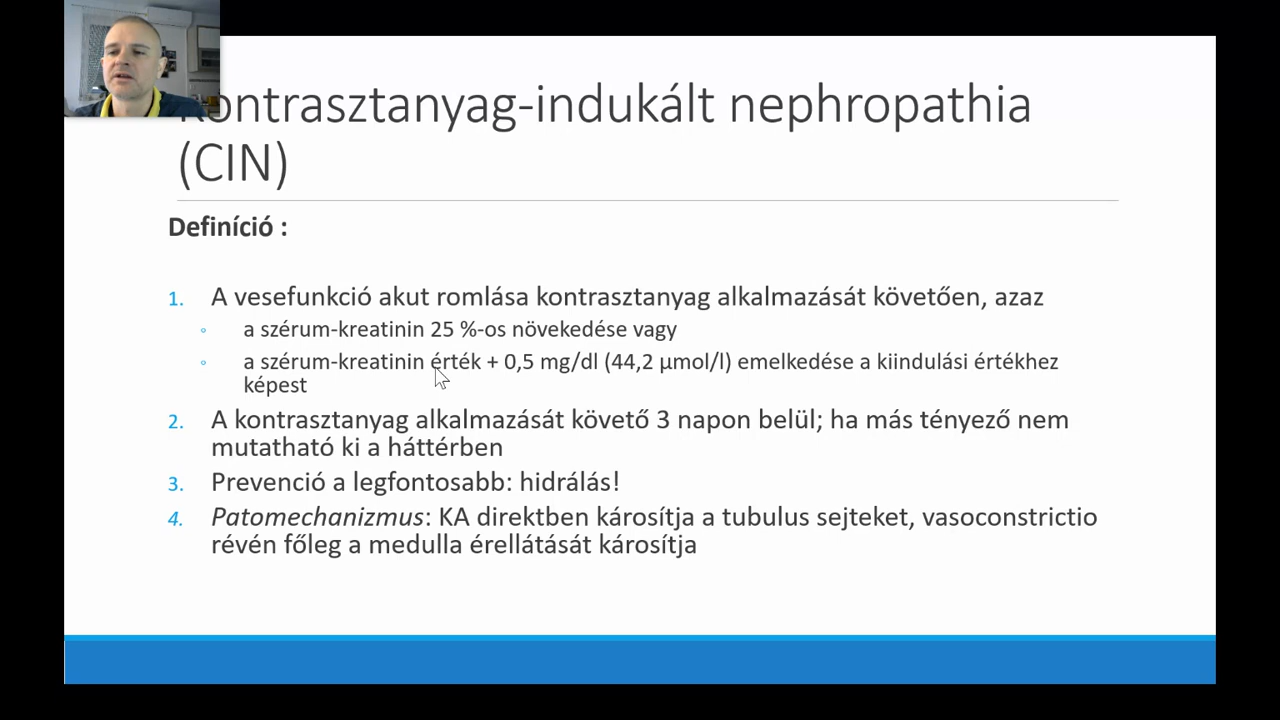 Kontrasztanyag-indukált nephropathia
(CIN)
Definíció :
1. A vesefunkció akut romlása kontrasztanyag alkalmazását követően, azaz
◦ a szérum-kreatinin 25 %-os növekedése vagy
◦ a szérum-kreatinin érték + 0,5 mg/dl (44,2 µmol/l) emelkedése a kiindulási értékhez
képest
2. A kontrasztanyag alkalmazását követő 3 napon belül; ha más tényező nem
mutatható ki a háttérben
3. Prevenció a legfontosabb: hidrálás!
4. Patomechanizmus: KA direktben károsítja a tubulus sejteket, vasoconstrictio
révén főleg a medulla érellátását károsítja